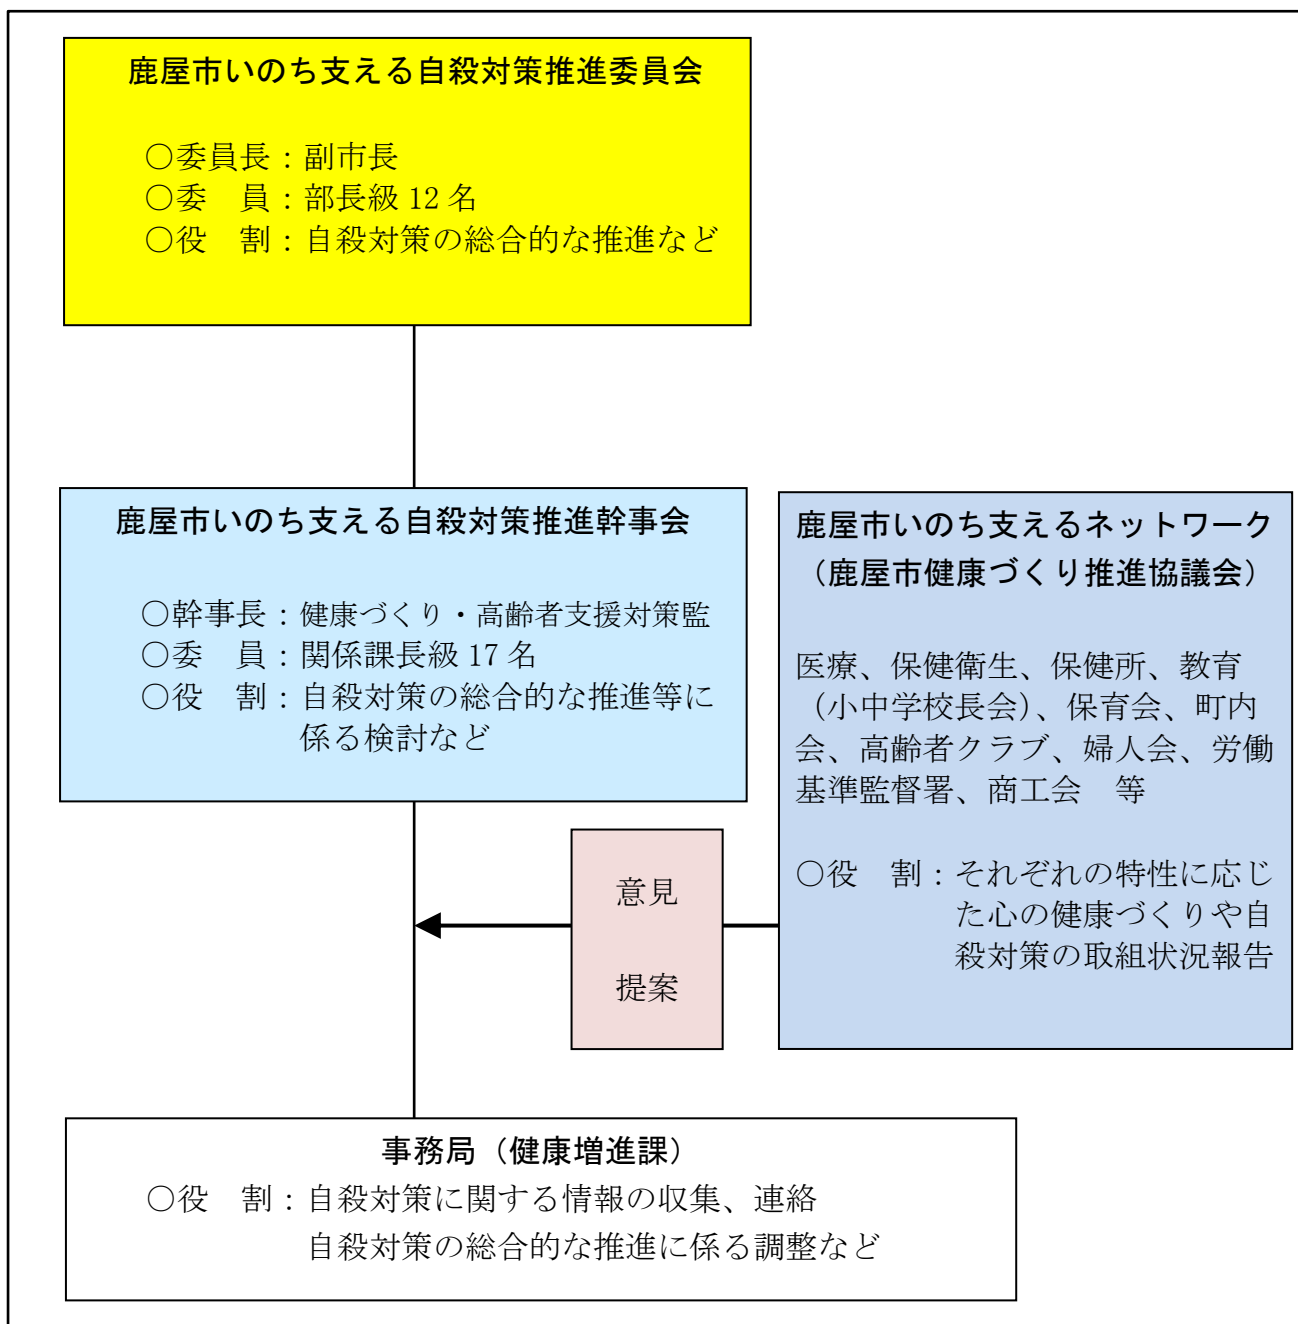 鹿屋市いのち支える自殺対策推進委員会
○委員長：副市長
○委　員：部長級 12 名
○役　割：自殺対策の総合的な推進など
鹿屋市いのち支える自殺対策推進幹事会
○幹事長：健康づくり・高齢者支援対策監
○委　員：関係課長級 17 名
○役　割：自殺対策の総合的な推進等に
係る検討など
鹿屋市いのち支えるネットワーク
（鹿屋市健康づくり推進協議会）
医療、保健衛生、保健所、教育
（小中学校長会）、保育会、町内
会、高齢者クラブ、婦人会、労働
基準監督署、商工会　等
○役　割：それぞれの特性に応じ
た心の健康づくりや自
殺対策の取組状況報告
意見
提案
事務局（健康増進課）
○役　割：自殺対策に関する情報の収集、連絡
自殺対策の総合的な推進に係る調整など